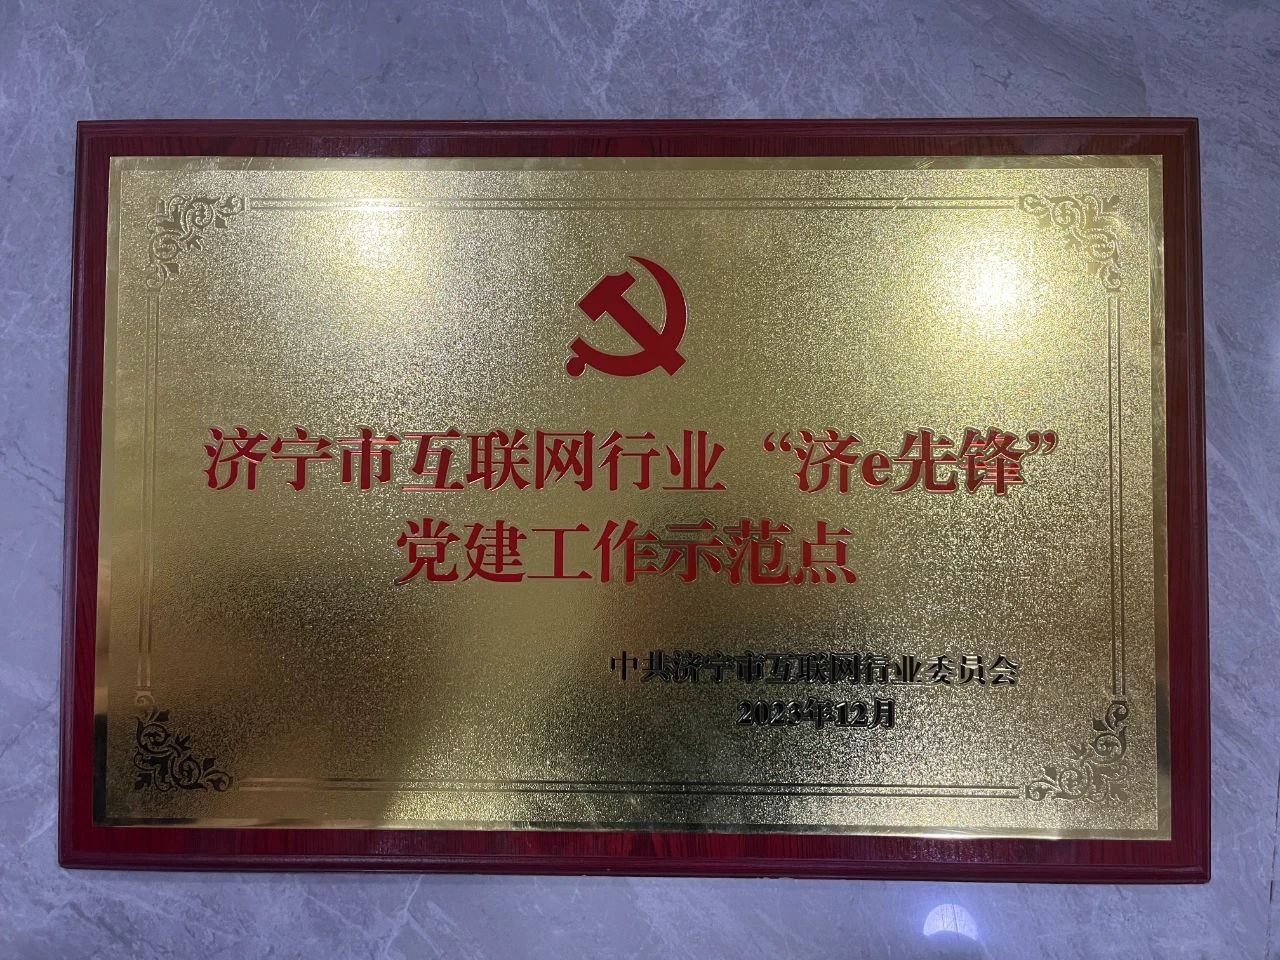 济宁市互联网行业“济e先锋”
党建工作示范点
中共济宁市互联网行业委员会
2023年12月